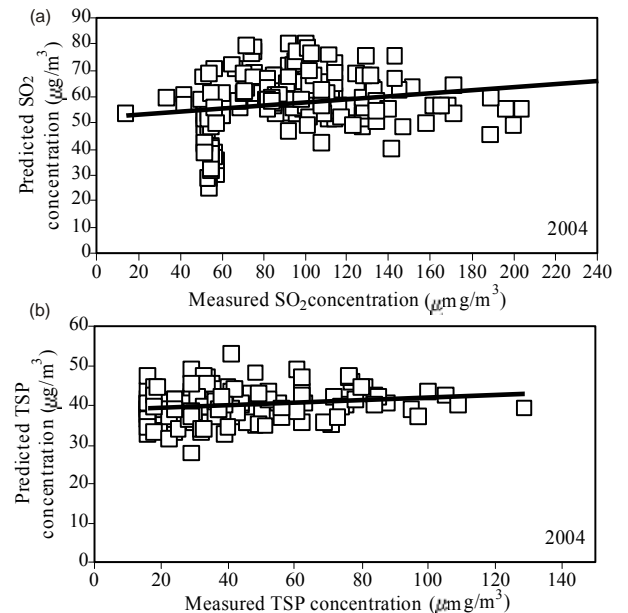 (a)
Predicted SO2
concentration (µg/m³)
90
80
70
60
50
40
30
20
10
0
2004
0 20 40 60 80 100 120 140 160 180 200 220 240
Measured SO2concentration (µmg/m³)
(b)
Predicted TSP
concentration (µg/m³)
60
50
40
30
20
10
0
2004
0 20 40 60 80 100 120 140
Measured TSP concentration (µmg/m³)